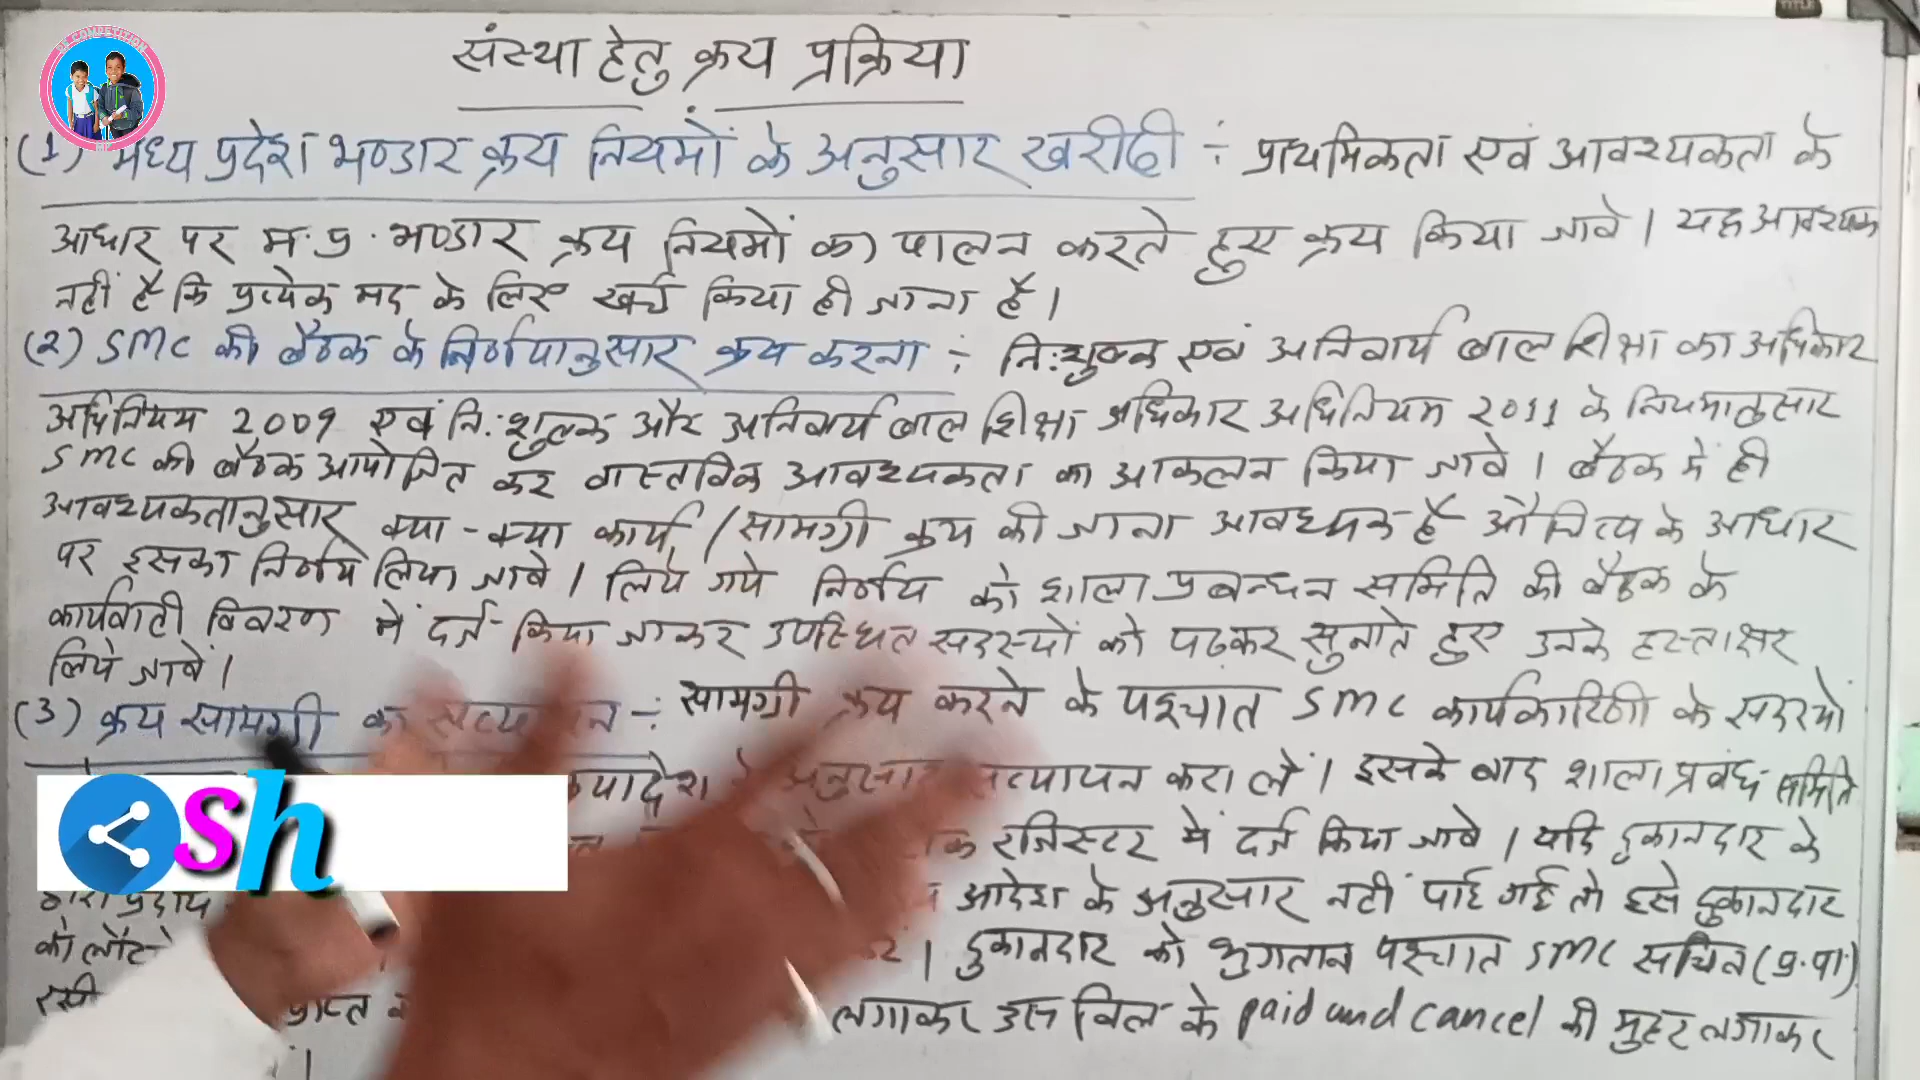 संस्था हेतु क्रय प्रक्रिया
(1) मध्य प्रदेश भण्डार क्रय नियमों के अनुसार खरीदी ÷ प्राथमिकता एवं आवश्यकता के
आधार पर म.प्र. भण्डार क्रय नियमों का पालन करते हुए क्रय किया जावे। यह आवश्यक
नहीं है कि प्रत्येक मद के लिए खर्च किया ही जाना है।
(2) SMC की बैठक के निर्णयानुसार क्रय करना ÷ नि:शुल्क एवं अनिवार्य बाल शिक्षा का अधिकार
अधिनियम 2009 एवं नि:शुल्क और अनिवार्य बाल शिक्षा अधिकार अधिनियम 2011 के नियमानुसार
SMC की बैठक आयोजित कर वास्तविक आवश्यकता का आकलन किया जावे। बैठक में ही
आवश्यकतानुसार क्या-क्या कार्य/सामग्री क्रय की जाना आवश्यक है औचित्य के आधार
पर इसका निर्णय लिया जावे। लिये गये निर्णय को शाला प्रबन्धन समिति की बैठक के
कार्यवाही विवरण में दर्ज किया जाकर उपस्थित सदस्यों को पढ़कर सुनाते हुए उनके हस्ताक्षर
लिये जावें।
(3) क्रय सामग्री का ÷ सामग्री क्रय करने के पश्चात SMC कार्यकारिणी के सदस्यों
अनुसार सत्यापन करा लें। इसके बाद शाला प्रबंध समिति
रजिस्टर में दर्ज किया जावे। यदि दुकानदार के
आदेश के अनुसार नहीं पाई गई तो इसे दुकानदार
। दुकानदार को भुगतान पश्चात SMC सचिव (प्र.पा.)
लगाकर उस बिल के paid and cancel की मुहर लगाकर
sh